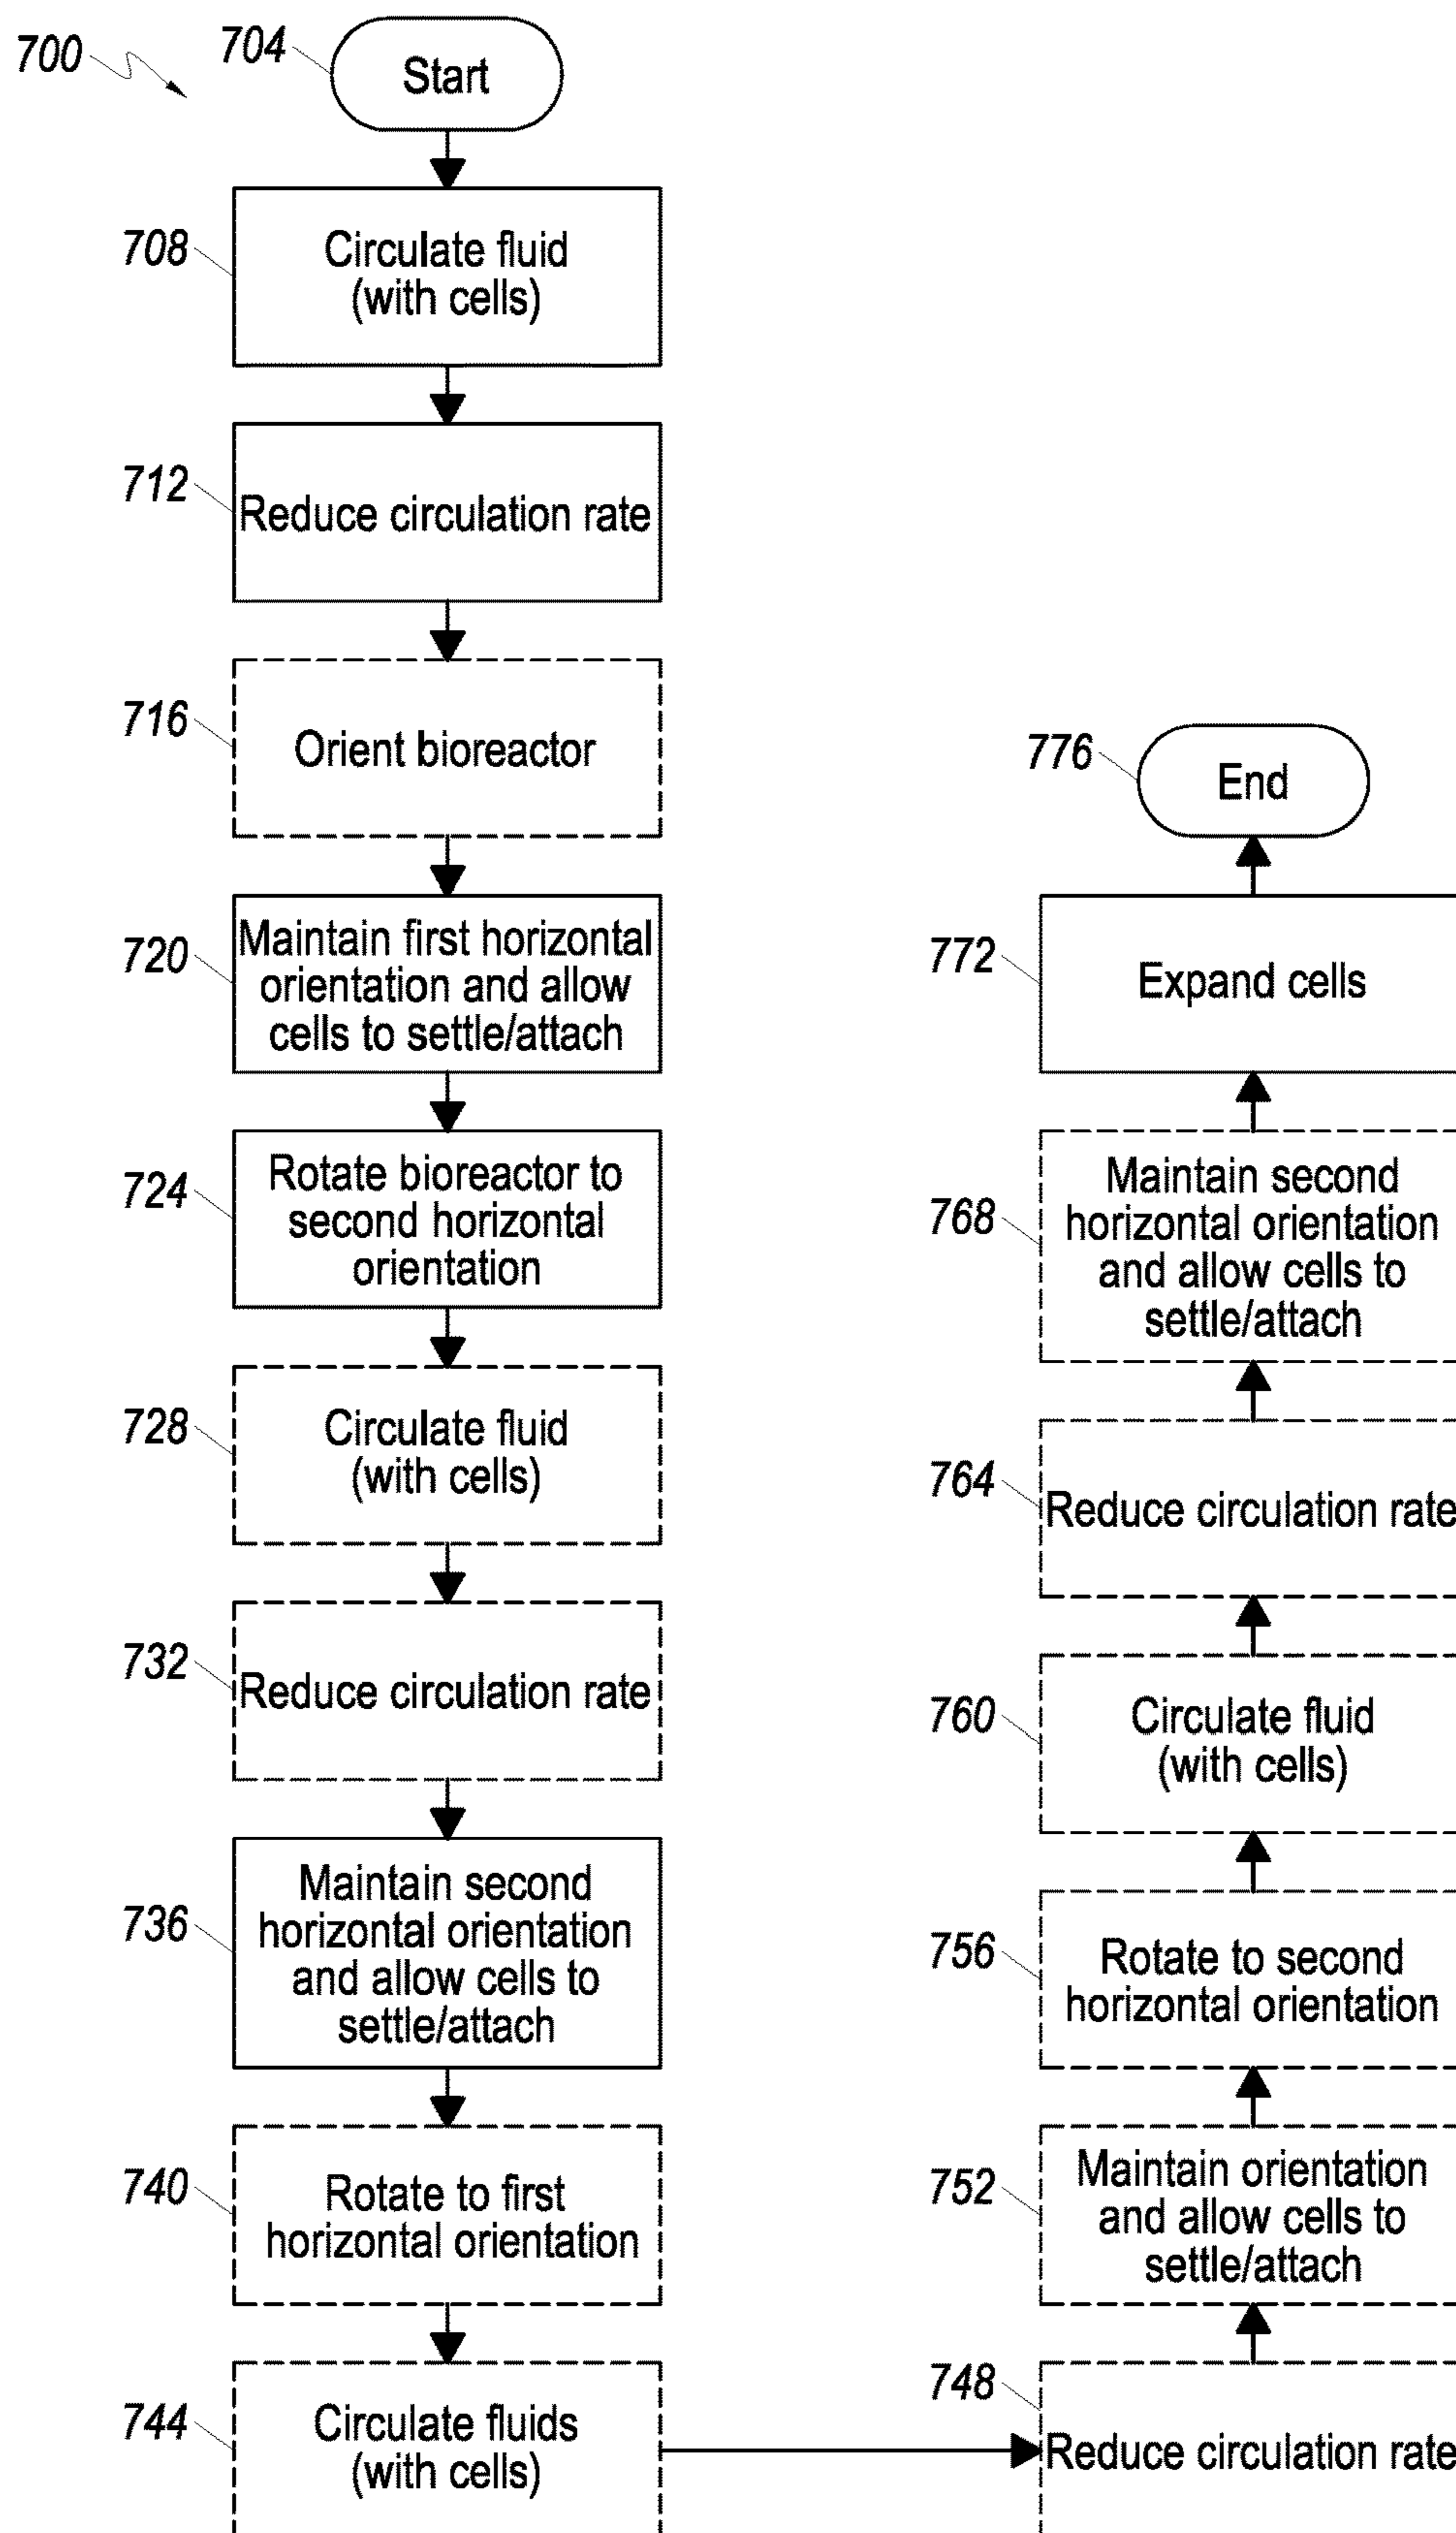 700
704
Start
708
Circulate fluid
(with cells)
712
Reduce circulation rate
716
Orient bioreactor
720
Maintain first horizontal
orientation and allow
cells to settle/attach
724
Rotate bioreactor to
second horizontal
orientation
728
Circulate fluid
(with cells)
732
Reduce circulation rate
736
Maintain second
horizontal orientation
and allow cells to
settle/attach
740
Rotate to first
horizontal orientation
744
Circulate fluids
(with cells)
748
Reduce circulation rate
752
Maintain orientation
and allow cells to
settle/attach
756
Rotate to second
horizontal orientation
760
Circulate fluid
(with cells)
764
Reduce circulation rate
768
Maintain second
horizontal orientation
and allow cells to
settle/attach
772
Expand cells
776
End